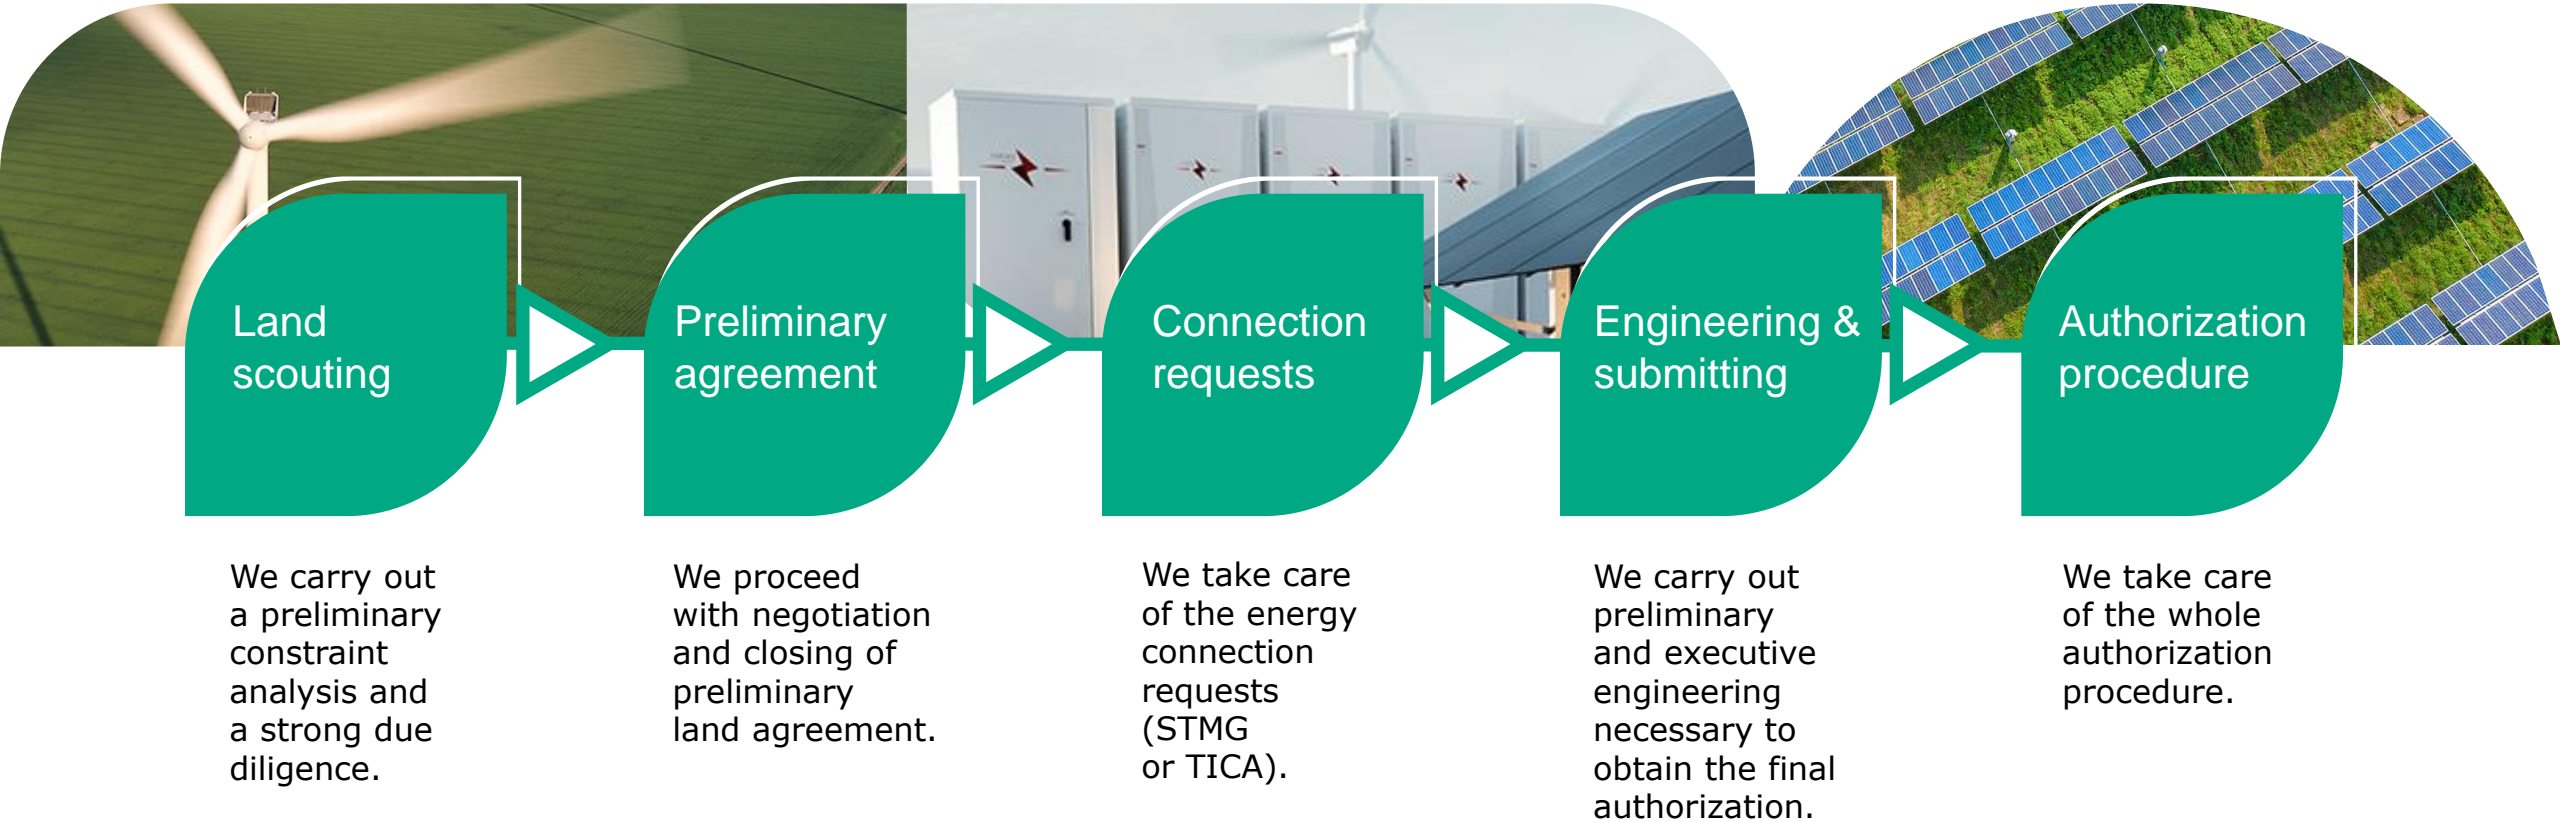 Land
scouting
Preliminary
agreement
Connection
requests
Engineering &
submitting
Authorization
procedure
We carry out
a preliminary
constraint
analysis and
a strong due
diligence.
We proceed
with negotiation
and closing of
preliminary
land agreement.
We take care
of the energy
connection
requests
(STMG
or TICA).
We carry out
preliminary
and executive
engineering
necessary to
obtain the final
authorization.
We take care
of the whole
authorization
procedure.